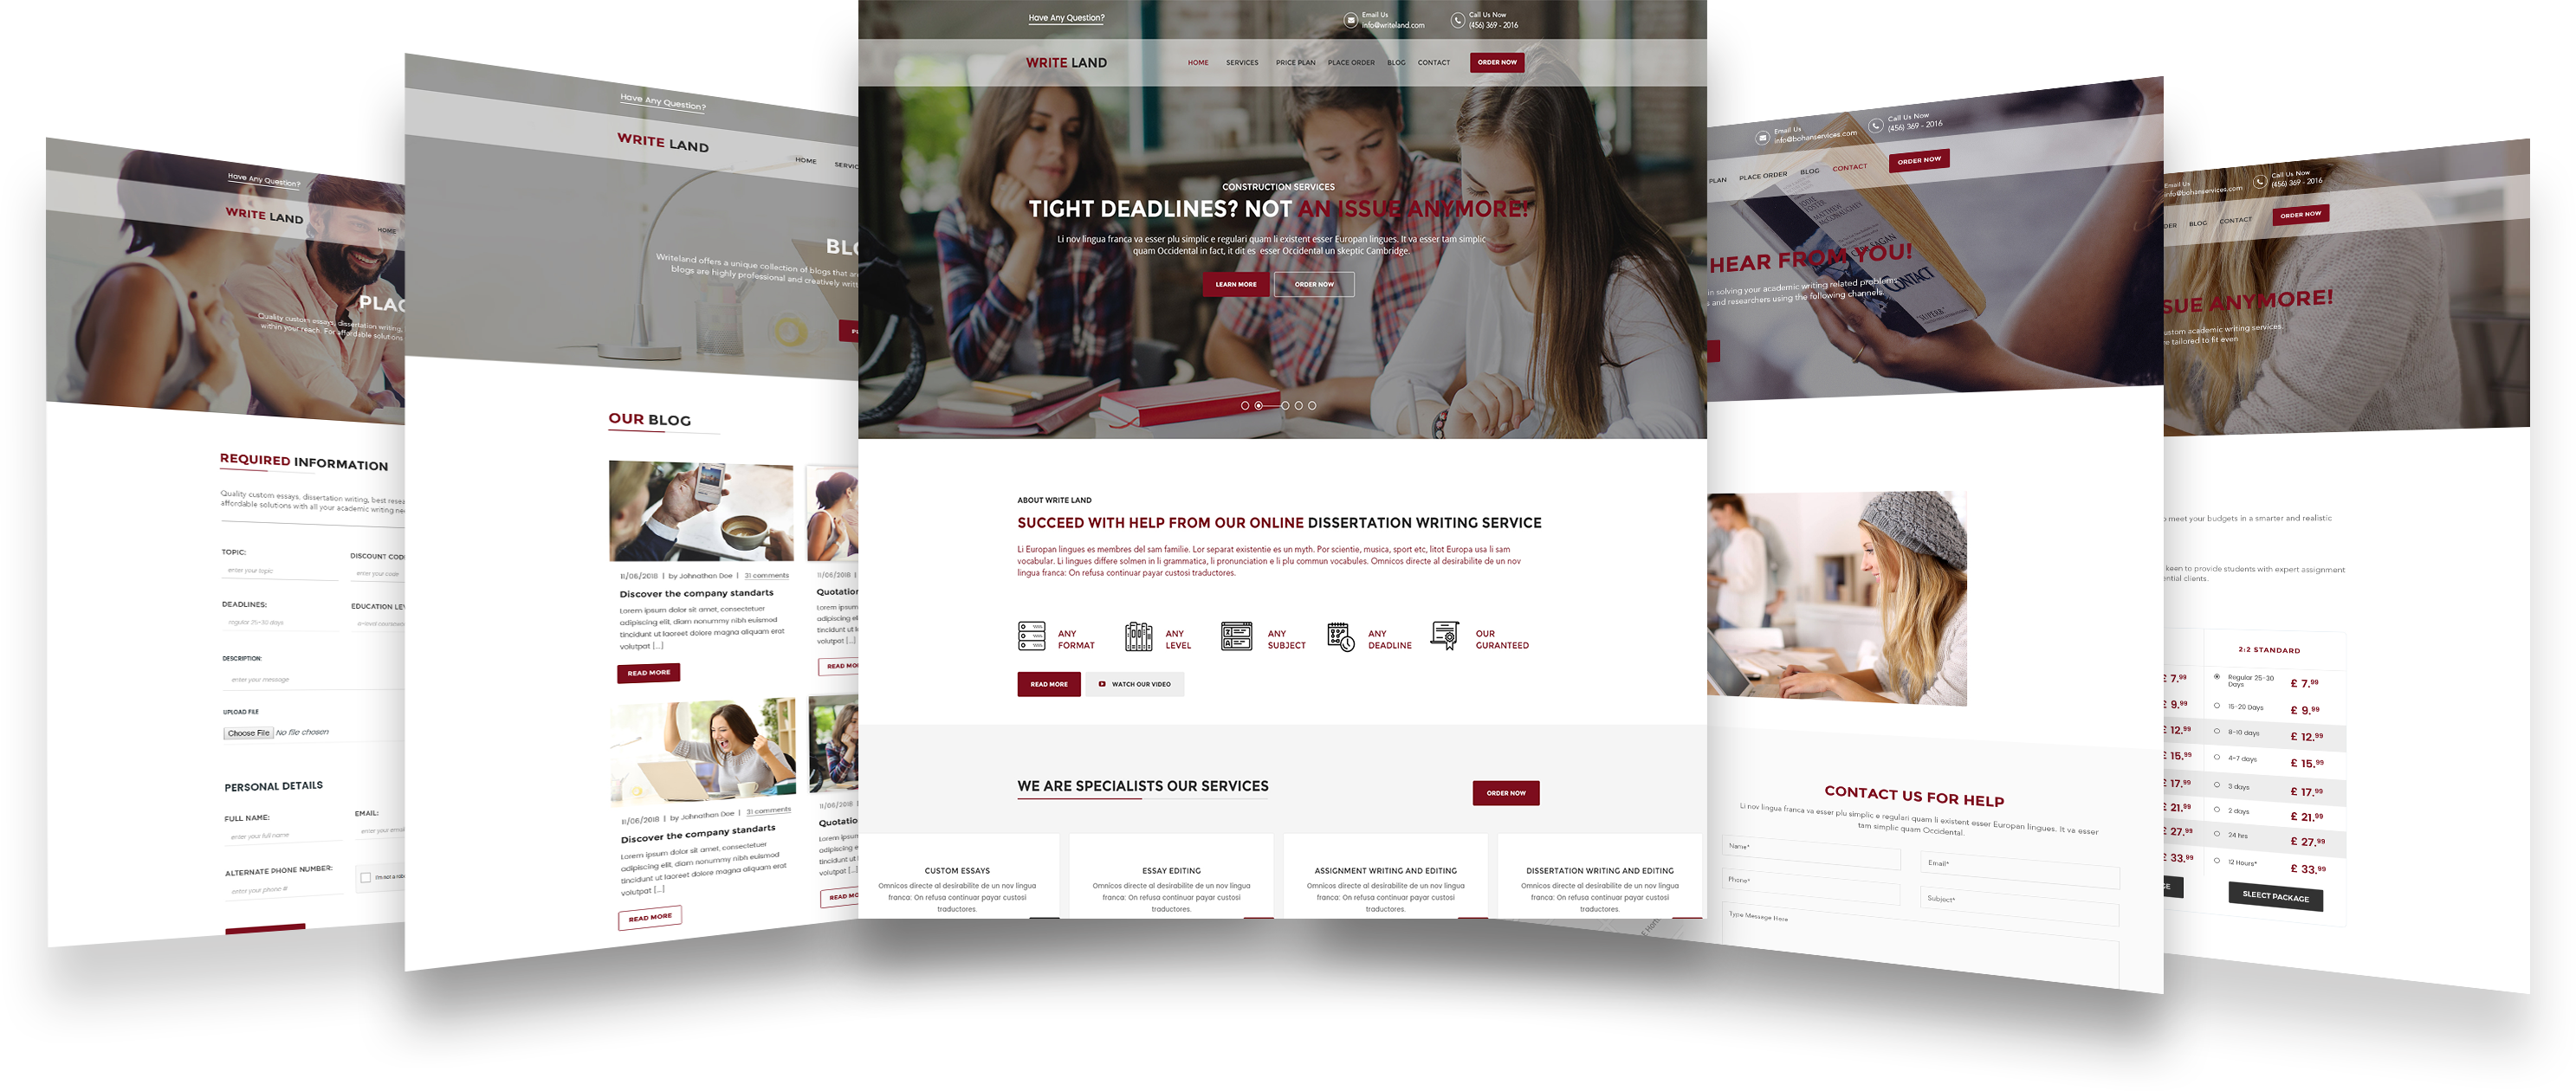 Have Any Question?
WRITE LAND
HOME
PLAC
Quality custom essays, dissertation writing,
within your reach. For affordable solutions
REQUIRED INFORMATION
Quality custom essays, dissertation writing, best resea
affordable solutions with all your academic writing ne
TOPIC:
enter your topic
DISCOUNT COD
enter your code
DEADLINES:
regular 25-30 days
EDUCATION LEV
DESCRIPTION:
enter your message
UPLOAD FILE
Choose File No file chosen
PERSONAL DETAILS
FULL NAME:
enter your full name
EMAIL:
enter your email
ALTERNATE PHONE NUMBER:
enter your phone #
I'm not a robo
Have Any Question?
WRITE LAND
HOME
SERVIC
BLO
Writeland offers a unique collection of blogs that ar
blogs are highly professional and creatively writt
OUR BLOG
11/06/2018 | by Johnathan Doe | 31 comments
Discover the company standarts
Lorem ipsum dolor sit amet, consectetuer
adipiscing elit, diam nonummy nibh euismod
tincidunt ut laoreet dolore magna aliquam erat
volutpat [...]
READ MORE
11/06/2018 |
Quotation
Lorem ipsum
adipiscing el
tincidunt ut l
volutpat [...]
READ MO
11/06/2018 | by Johnathan Doe | 31 comments
Discover the company standarts
Lorem ipsum dolor sit amet, consectetuer
adipiscing elit, diam nonummy nibh euismod
tincidunt ut laoreet dolore magna aliquam erat
volutpat [...]
READ MORE
11/06/2018 |
Quotatio
Lorem ipsum
adipiscing e
tincidunt ut
volutpat [...]
READ MO
Have Any Question?
Email Us
info@writeland.com
Call Us Now
(456) 369 - 2016
WRITE LAND
HOME SERVICES PRICE PLAN PLACE ORDER BLOG CONTACT ORDER NOW
CONSTRUCTION SERVICES
TIGHT DEADLINES? NOT AN ISSUE ANYMORE!
Li nov lingua franca va esser plu simplic e regulari quam li existent esser Europan lingues. It va esser tam simplic
quam Occidental in fact, it dit es esser Occidental un skeptic Cambridge.
LEARN MORE
ORDER NOW
ABOUT WRITE LAND
SUCCEED WITH HELP FROM OUR ONLINE DISSERTATION WRITING SERVICE
Li Europan lingues es membres del sam familie. Lor separat existentie es un myth. Por scientie, musica, sport etc, litot Europa usa li sam
vocabular. Li lingues differe solmen in li grammatica, li pronunciation e li plu commun vocabules. Omnicos directe al desirabilite de un nov
lingua franca: On refusa continuar payar custosi traductores.
ANY
FORMAT
ANY
LEVEL
ANY
SUBJECT
ANY
DEADLINE
OUR
GURANTEED
READ MORE
WATCH OUR VIDEO
WE ARE SPECIALISTS OUR SERVICES
ORDER NOW
CUSTOM ESSAYS
Omnicos directe al desirabilite de un nov lingua
franca: On refusa continuar payar custosi
traductores.
ESSAY EDITING
Omnicos directe al desirabilite de un nov lingua
franca: On refusa continuar payar custosi
traductores.
ASSIGNMENT WRITING AND EDITING
Omnicos directe al desirabilite de un nov lingua
franca: On refusa continuar payar custosi
traductores.
DISSERTATION WRITING AND EDITING
Omnicos directe al desirabilite de un nov lingua
franca: On refusa continuar payar custosi
traductores.
Email Us
info@bohanservices.com
Call Us Now
(456) 369 - 2016
PLAN PLACE ORDER BLOG CONTACT ORDER NOW
HEAR FROM YOU!
in solving your academic writing related problems
s and researchers using the following channels.
CONTACT
"SUPERB"
CONTACT US FOR HELP
Li nov lingua franca va esser plu simplic e regulari quam li existent esser Europan lingues. It va esser
tam simplic quam Occidental.
Name*
Email*
Phone*
Subject*
Type Message Here
Email Us
info@bohanservices.com
Call Us Now
(456) 369 - 2016
DER BLOG CONTACT ORDER NOW
SUE ANYMORE!
ustom academic writing services.
e tailored to fit even
o meet your budgets in a smarter and realistic
keen to provide students with expert assignment
ential clients.
2:2 STANDARD
£ 7.99 Regular 25-30 Days £ 7.99
£ 9.99 15-20 Days £ 9.99
£ 12.99 8-10 days £ 12.99
£ 15.99 4-7 days £ 15.99
£ 17.99 3 days £ 17.99
£ 21.99 2 days £ 21.99
£ 27.99 24 hrs £ 27.99
£ 33.99 12 Hours* £ 33.99
GE
SLEECT PACKAGE